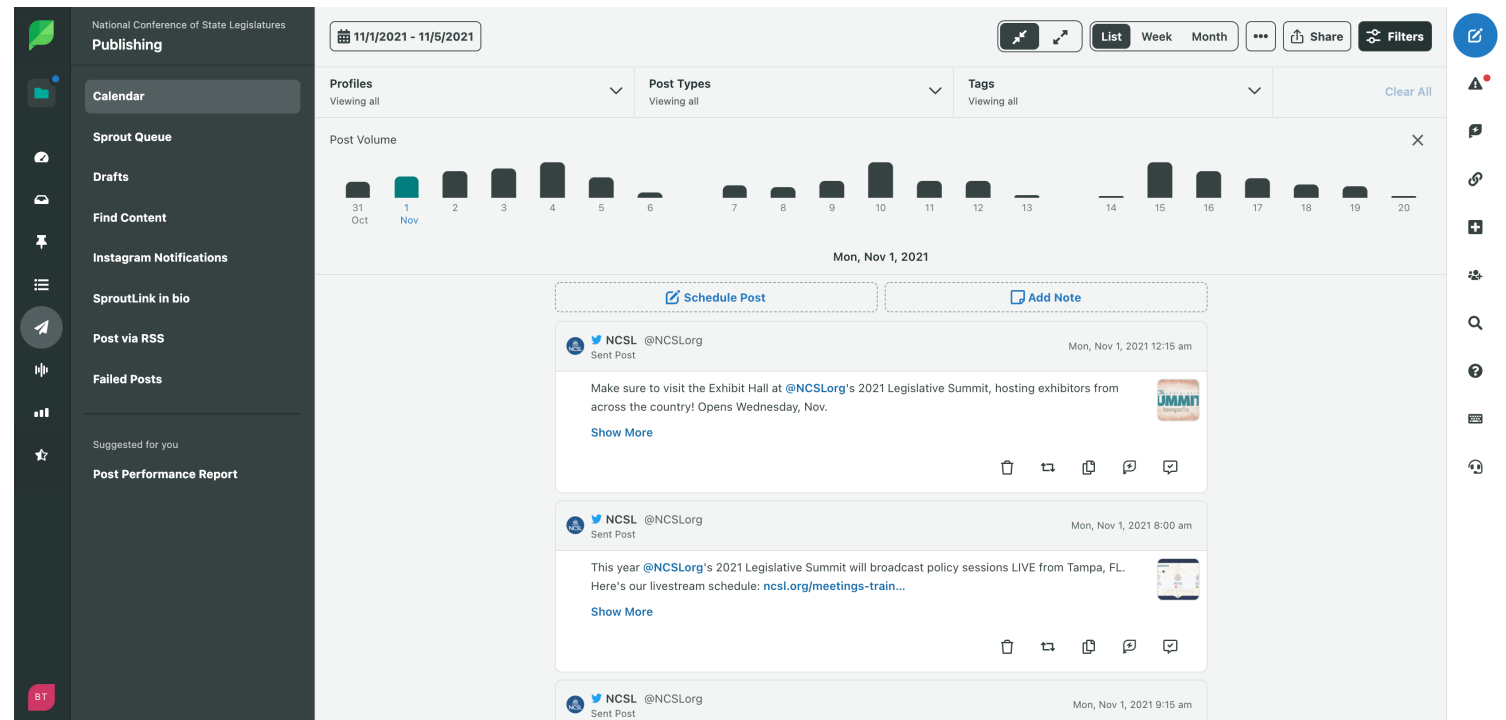 National Conference of State Legislatures
Publishing
Calendar
Sprout Queue
Drafts
Find Content
Instagram Notifications
SproutLink in bio
Post via RSS
Failed Posts
Suggested for you
Post Performance Report
BT
11/1/2021 - 11/5/2021
List Week Month ••• Share Filters
Profiles
Viewing all
Post Types
Viewing all
Tags
Viewing all
Clear All
Post Volume
31 1 2 3 4 5 6 7 8 9 10 11 12 13 14 15 16 17 18 19 20
Oct Nov
Mon, Nov 1, 2021
Schedule Post Add Note
NCSL @NCSLorg
Sent Post
Mon, Nov 1, 2021 12:15 am
Make sure to visit the Exhibit Hall at @NCSLorg's 2021 Legislative Summit, hosting exhibitors from
across the country! Opens Wednesday, Nov.
Show More
NCSL @NCSLorg
Sent Post
Mon, Nov 1, 2021 8:00 am
This year @NCSLorg's 2021 Legislative Summit will broadcast policy sessions LIVE from Tampa, FL.
Here's our livestream schedule: ncsl.org/meetings-train...
Show More
NCSL @NCSLorg
Sent Post
Mon, Nov 1, 2021 9:15 am